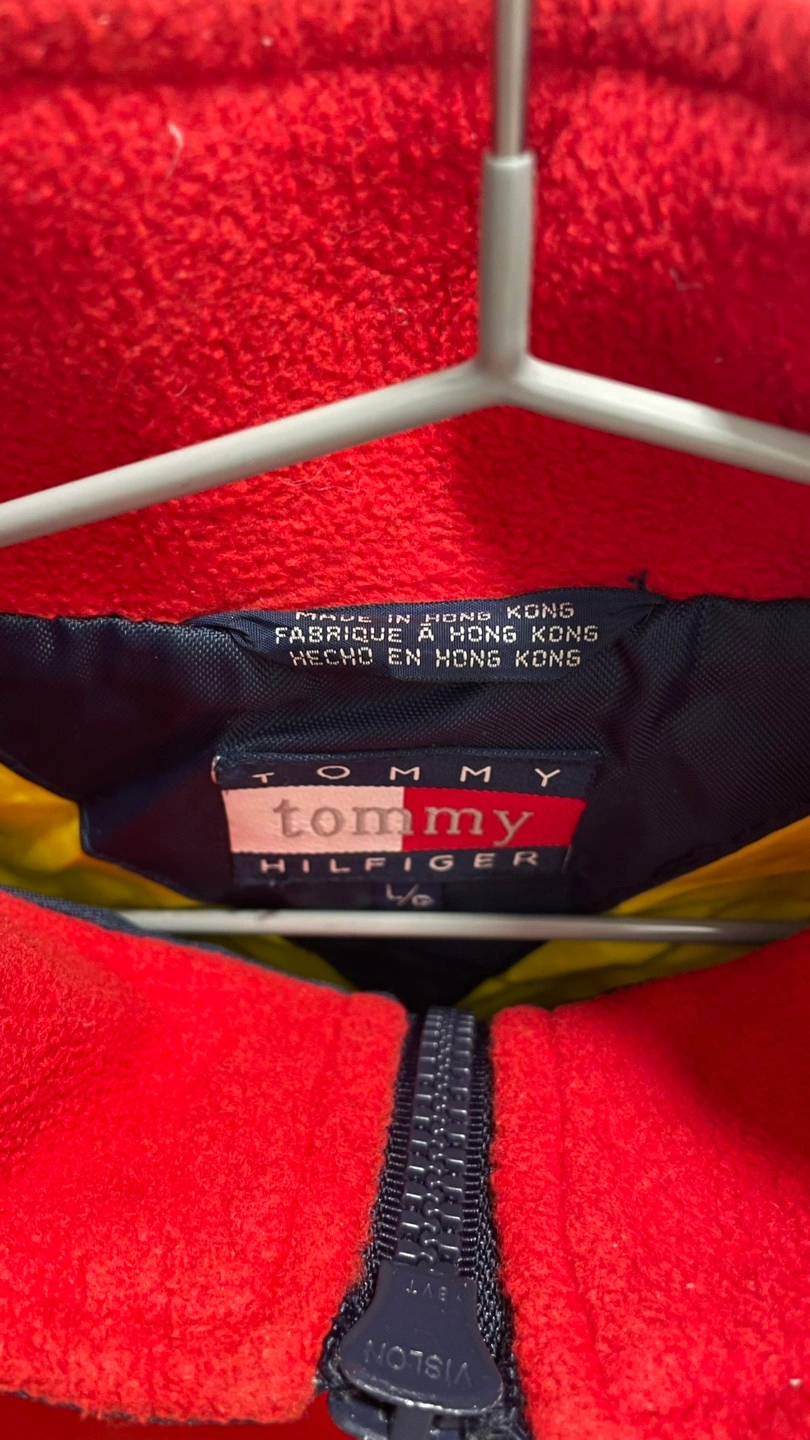 MADE IN HONG KONG
FABRIQUE À HONG KONG
HECHO EN HONG KONG
TOMMY
tommy
HILFIGER
L/G
VISLON